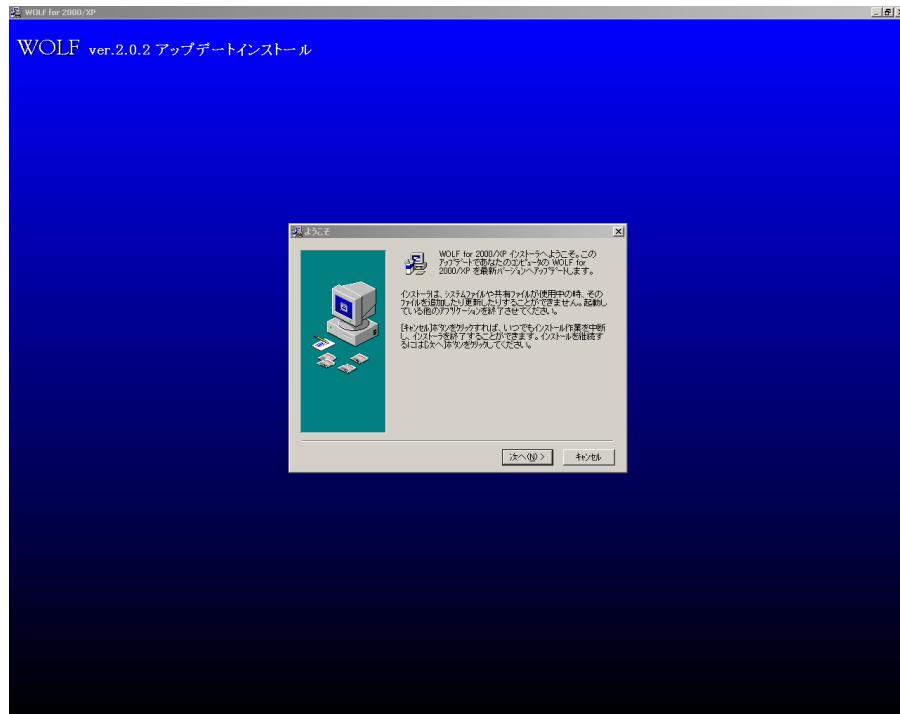 WOLF for 2000/XP
WOLF ver.2.0.2 アップデートインストール
ようこそ
WOLF for 2000/XP インストーラへようこそ。この
アップデートであなたのコンピュータの WOLF for
2000/XP を最新バージョンへアップデートします。
インストーラは、システムファイルや共有ファイルが使用中の時、その
ファイルを追加したり更新したりすることができません。起動し
ている他のアプリケーションを終了させてください。
[キャンセル]ボタンをクリックすれば、いつでもインストール作業を中断
し、インストーラを終了することができます。インストールを継続す
るには[次へ]ボタンをクリックしてください。
次へ(N) >
キャンセル